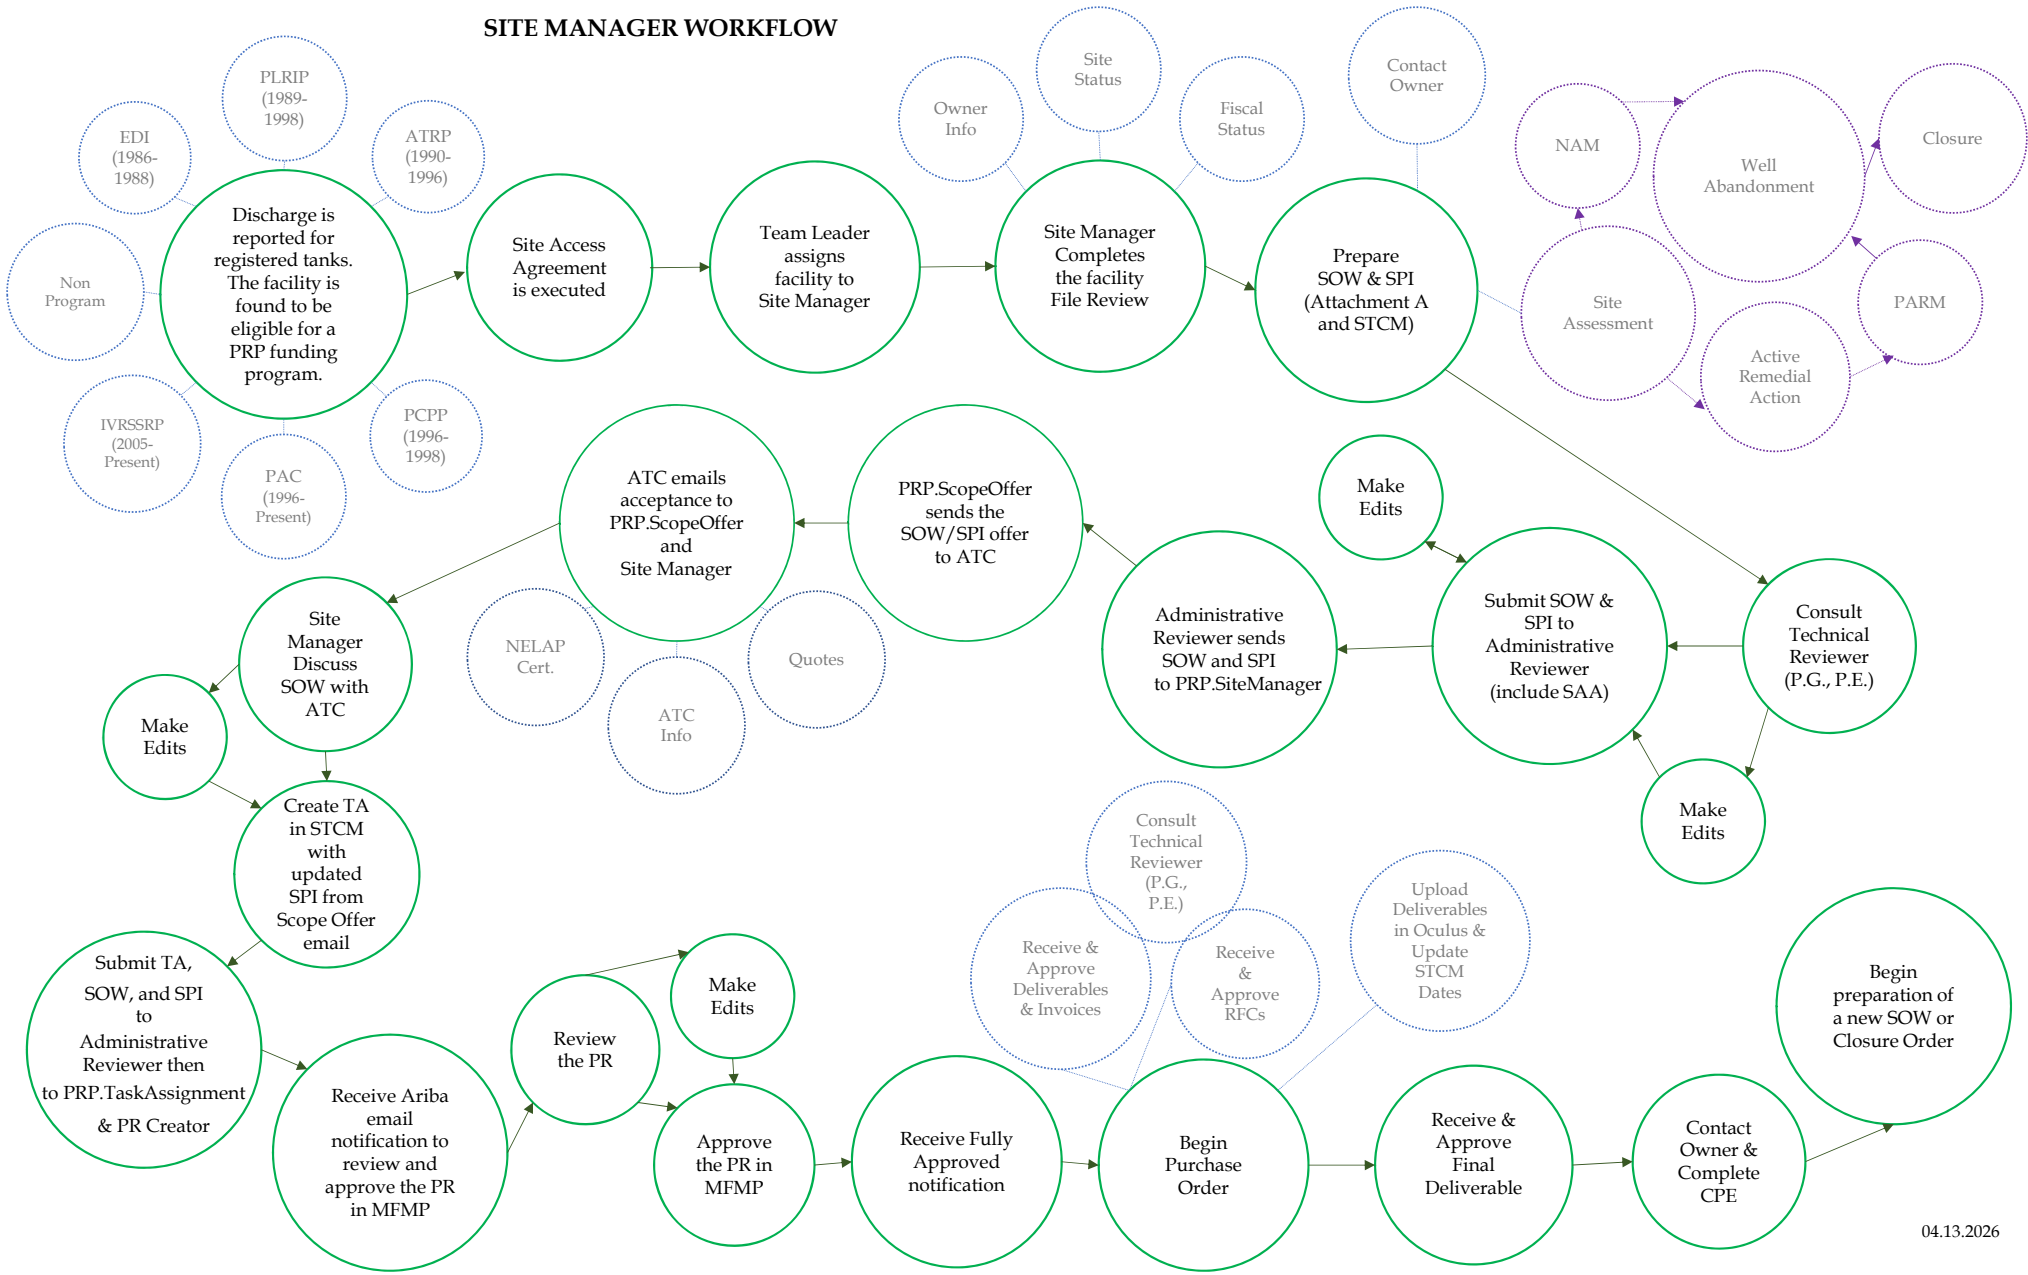 SITE MANAGER WORKFLOW
PLRIP
(1989-
1998)
EDI
(1986-
1988)
ATRP
(1990-
1996)
Non
Program
Discharge is
reported for
registered tanks.
The facility is
found to be
eligible for a
PRP funding
program.
IVRSSRP
(2005-
Present)
PAC
(1996-
Present)
PCPP
(1996-
1998)
Site Access
Agreement
is executed
Team Leader
assigns
facility to
Site Manager
Owner
Info
Site
Status
Fiscal
Status
Site Manager
Completes
the facility
File Review
Contact
Owner
Prepare
SOW & SPI
(Attachment A
and STCM)
NAM
Well
Abandonment
Closure
Site
Assessment
Active
Remedial
Action
PARM
Consult
Technical
Reviewer
(P.G., P.E.)
Make
Edits
Make
Edits
Submit SOW &
SPI to
Administrative
Reviewer
(include SAA)
Administrative
Reviewer sends
SOW and SPI
to PRP.SiteManager
PRP.ScopeOffer
sends the
SOW/SPI offer
to ATC
ATC emails
acceptance to
PRP.ScopeOffer
and
Site Manager
NELAP
Cert.
ATC
Info
Quotes
Site
Manager
Discuss
SOW with
ATC
Make
Edits
Create TA
in STCM
with
updated
SPI from
Scope Offer
email
Submit TA,
SOW, and SPI
to
Administrative
Reviewer then
to PRP.TaskAssignment
& PR Creator
Receive Ariba
email
notification to
review and
approve the PR
in MFMP
Review
the PR
Make
Edits
Approve
the PR in
MFMP
Receive Fully
Approved
notification
Receive &
Approve
Deliverables
& Invoices
Consult
Technical
Reviewer
(P.G.,
P.E.)
Receive
&
Approve
RFCs
Upload
Deliverables
in Oculus &
Update
STCM
Dates
Begin
Purchase
Order
Receive &
Approve
Final
Deliverable
Contact
Owner &
Complete
CPE
Begin
preparation of
a new SOW or
Closure Order
04.13.2026